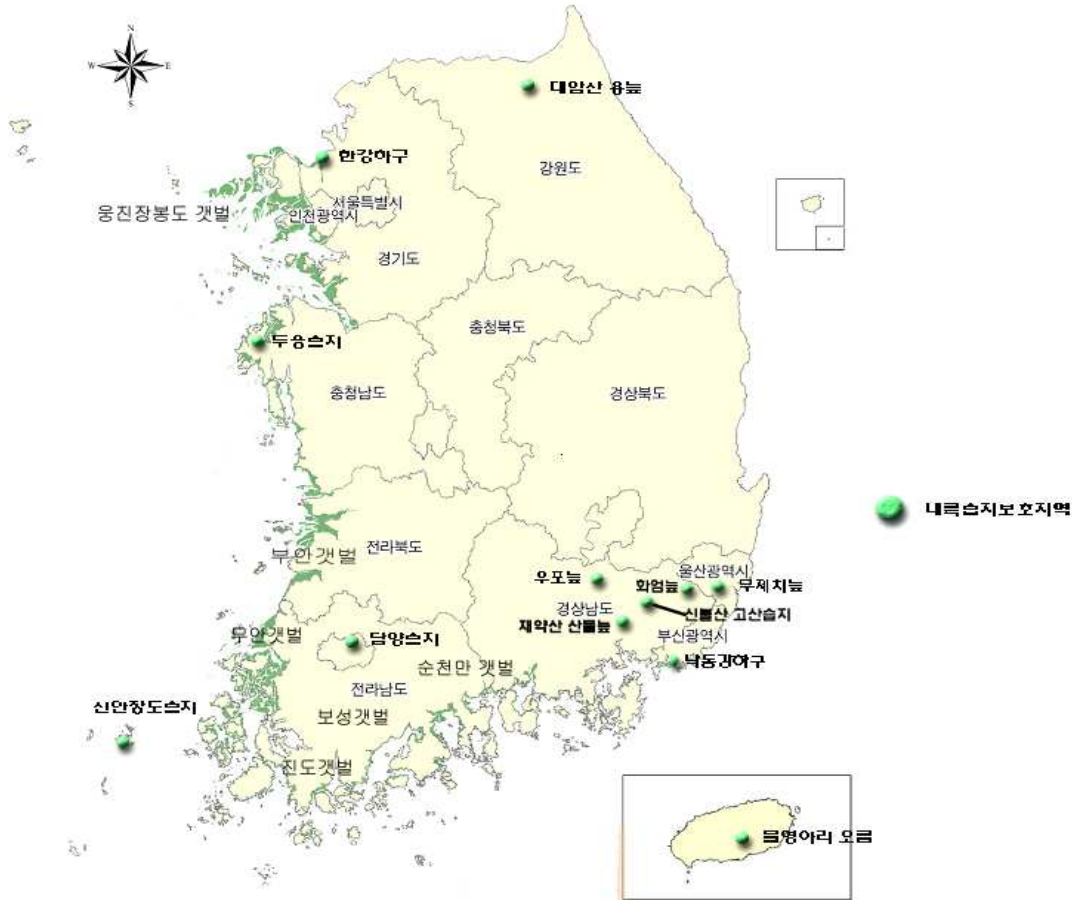 N
W
E
S
대암산 용늪
한강하구
강원도
서울특별시
인천광역시
옹진장봉도 갯벌
경기도
충청북도
두웅습지
충청남도
경상북도
내륙습지보호지역
부안갯벌
전라북도
우포늪
울산광역시
화엄늪
무제치늪
경상남도
신불산 고산습지
재약산 산들늪
부산광역시
무안갯벌
담양습지
순천만 갯벌
낙동강하구
전라남도
신안장도습지
보성갯벌
진도갯벌
물영아리 오름